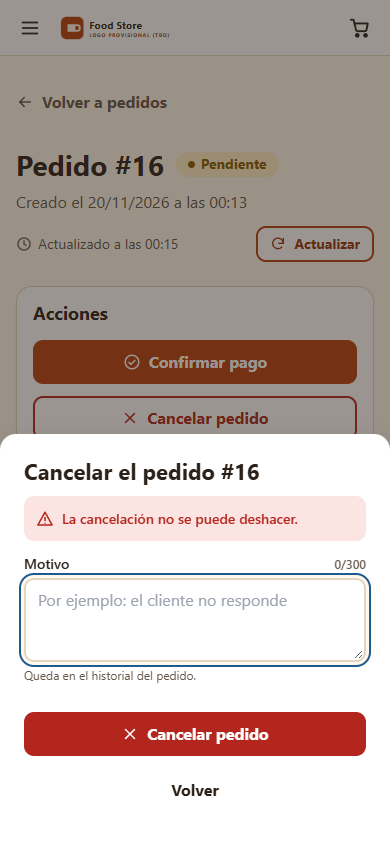 Food Store
LOGO PROVISIONAL (TBD)
Volver a pedidos
Pedido #16
Pendiente
Creado el 20/11/2026 a las 00:13
Actualizado a las 00:15
Actualizar
Acciones
Confirmar pago
Cancelar pedido
Cancelar el pedido #16
La cancelación no se puede deshacer.
Motivo
0/300
Por ejemplo: el cliente no responde
Queda en el historial del pedido.
Cancelar pedido
Volver